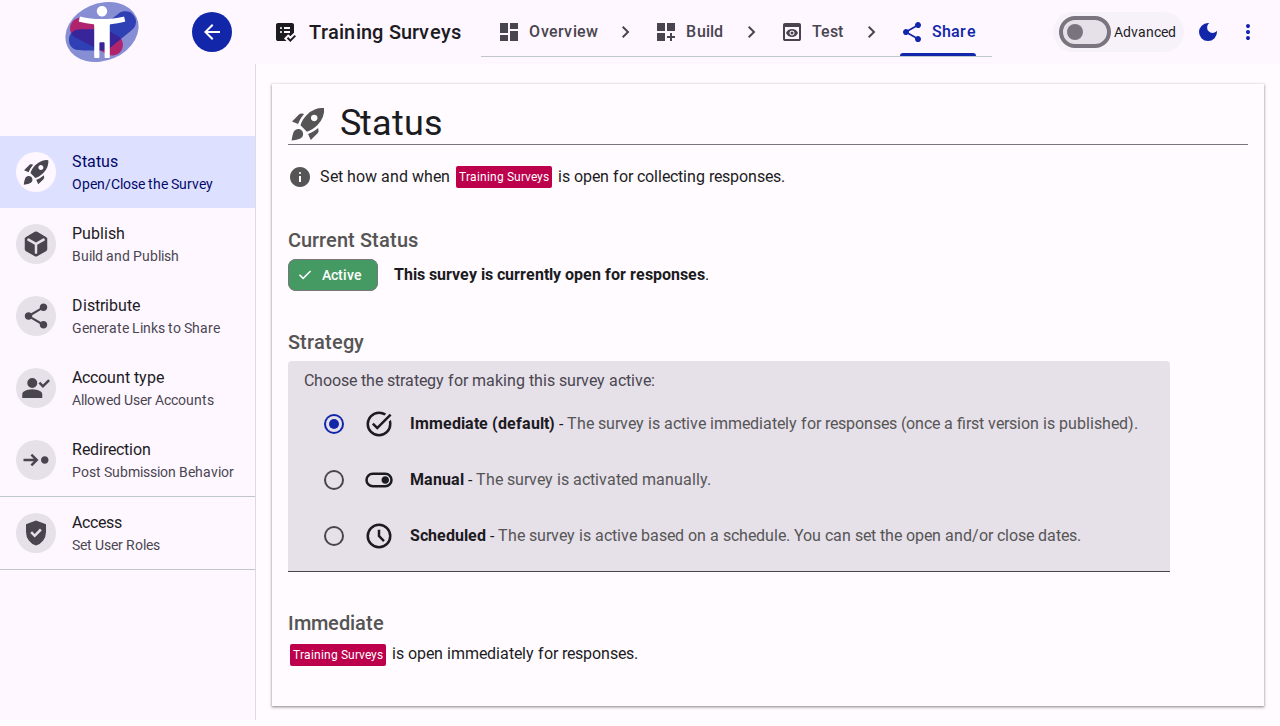 Training Surveys
Overview
Build
Test
Share
Advanced
Status
Open/Close the Survey
Publish
Build and Publish
Distribute
Generate Links to Share
Account type
Allowed User Accounts
Redirection
Post Submission Behavior
Access
Set User Roles
Status
Set how and when Training Surveys is open for collecting responses.
Current Status
Active This survey is currently open for responses.
Strategy
Choose the strategy for making this survey active:
Immediate (default) - The survey is active immediately for responses (once a first version is published).
Manual - The survey is activated manually.
Scheduled - The survey is active based on a schedule. You can set the open and/or close dates.
Immediate
Training Surveys is open immediately for responses.